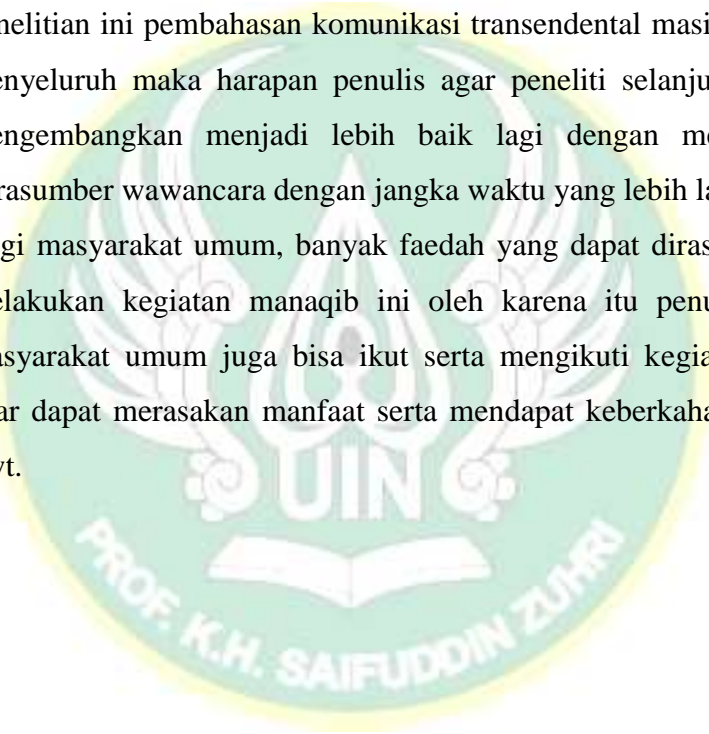 nelitian ini pembahasan komunikasi transendental masi
enyeluruh maka harapan penulis agar peneliti selanju
engembangkan menjadi lebih baik lagi dengan me
rasumber wawancara dengan jangka waktu yang lebih la
gi masyarakat umum, banyak faedah yang dapat diras
elakukan kegiatan manaqib ini oleh karena itu penu
asyarakat umum juga bisa ikut serta mengikuti kegia
ar dapat merasakan manfaat serta mendapat keberkaha
vt.
UIN
PROF. K.H. SAIFUDDIN ZUHRI